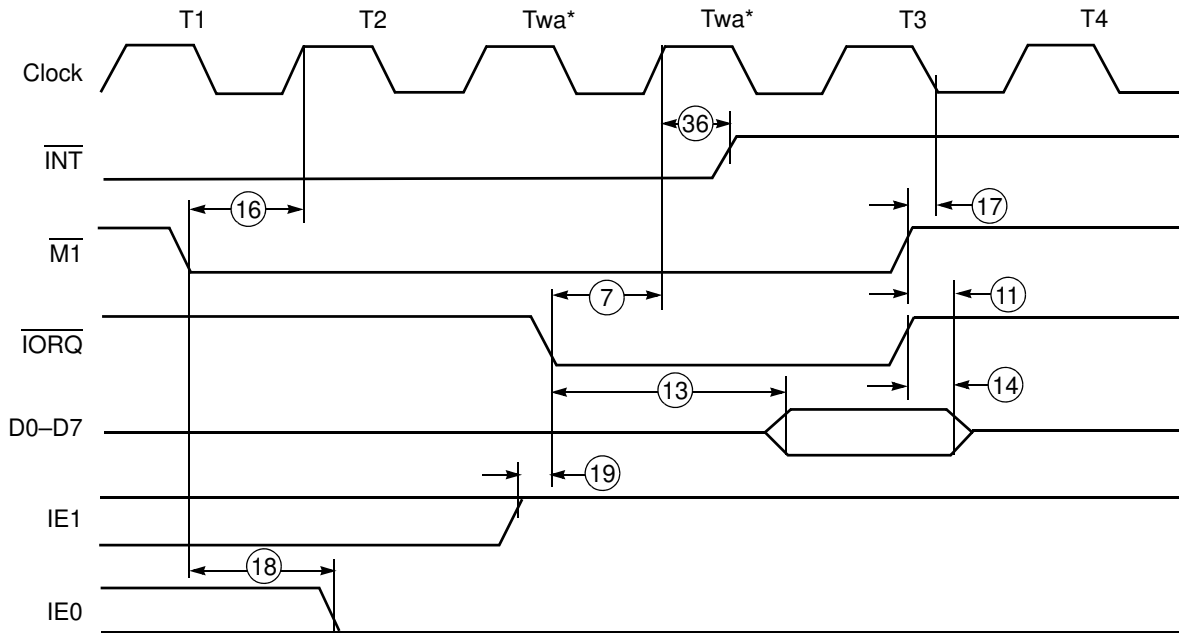 T1 T2 Twa* Twa* T3 T4
Clock
36
INT
16 17
M1
7 11
IORQ
13 14
D0–D7
19
IE1
18
IE0